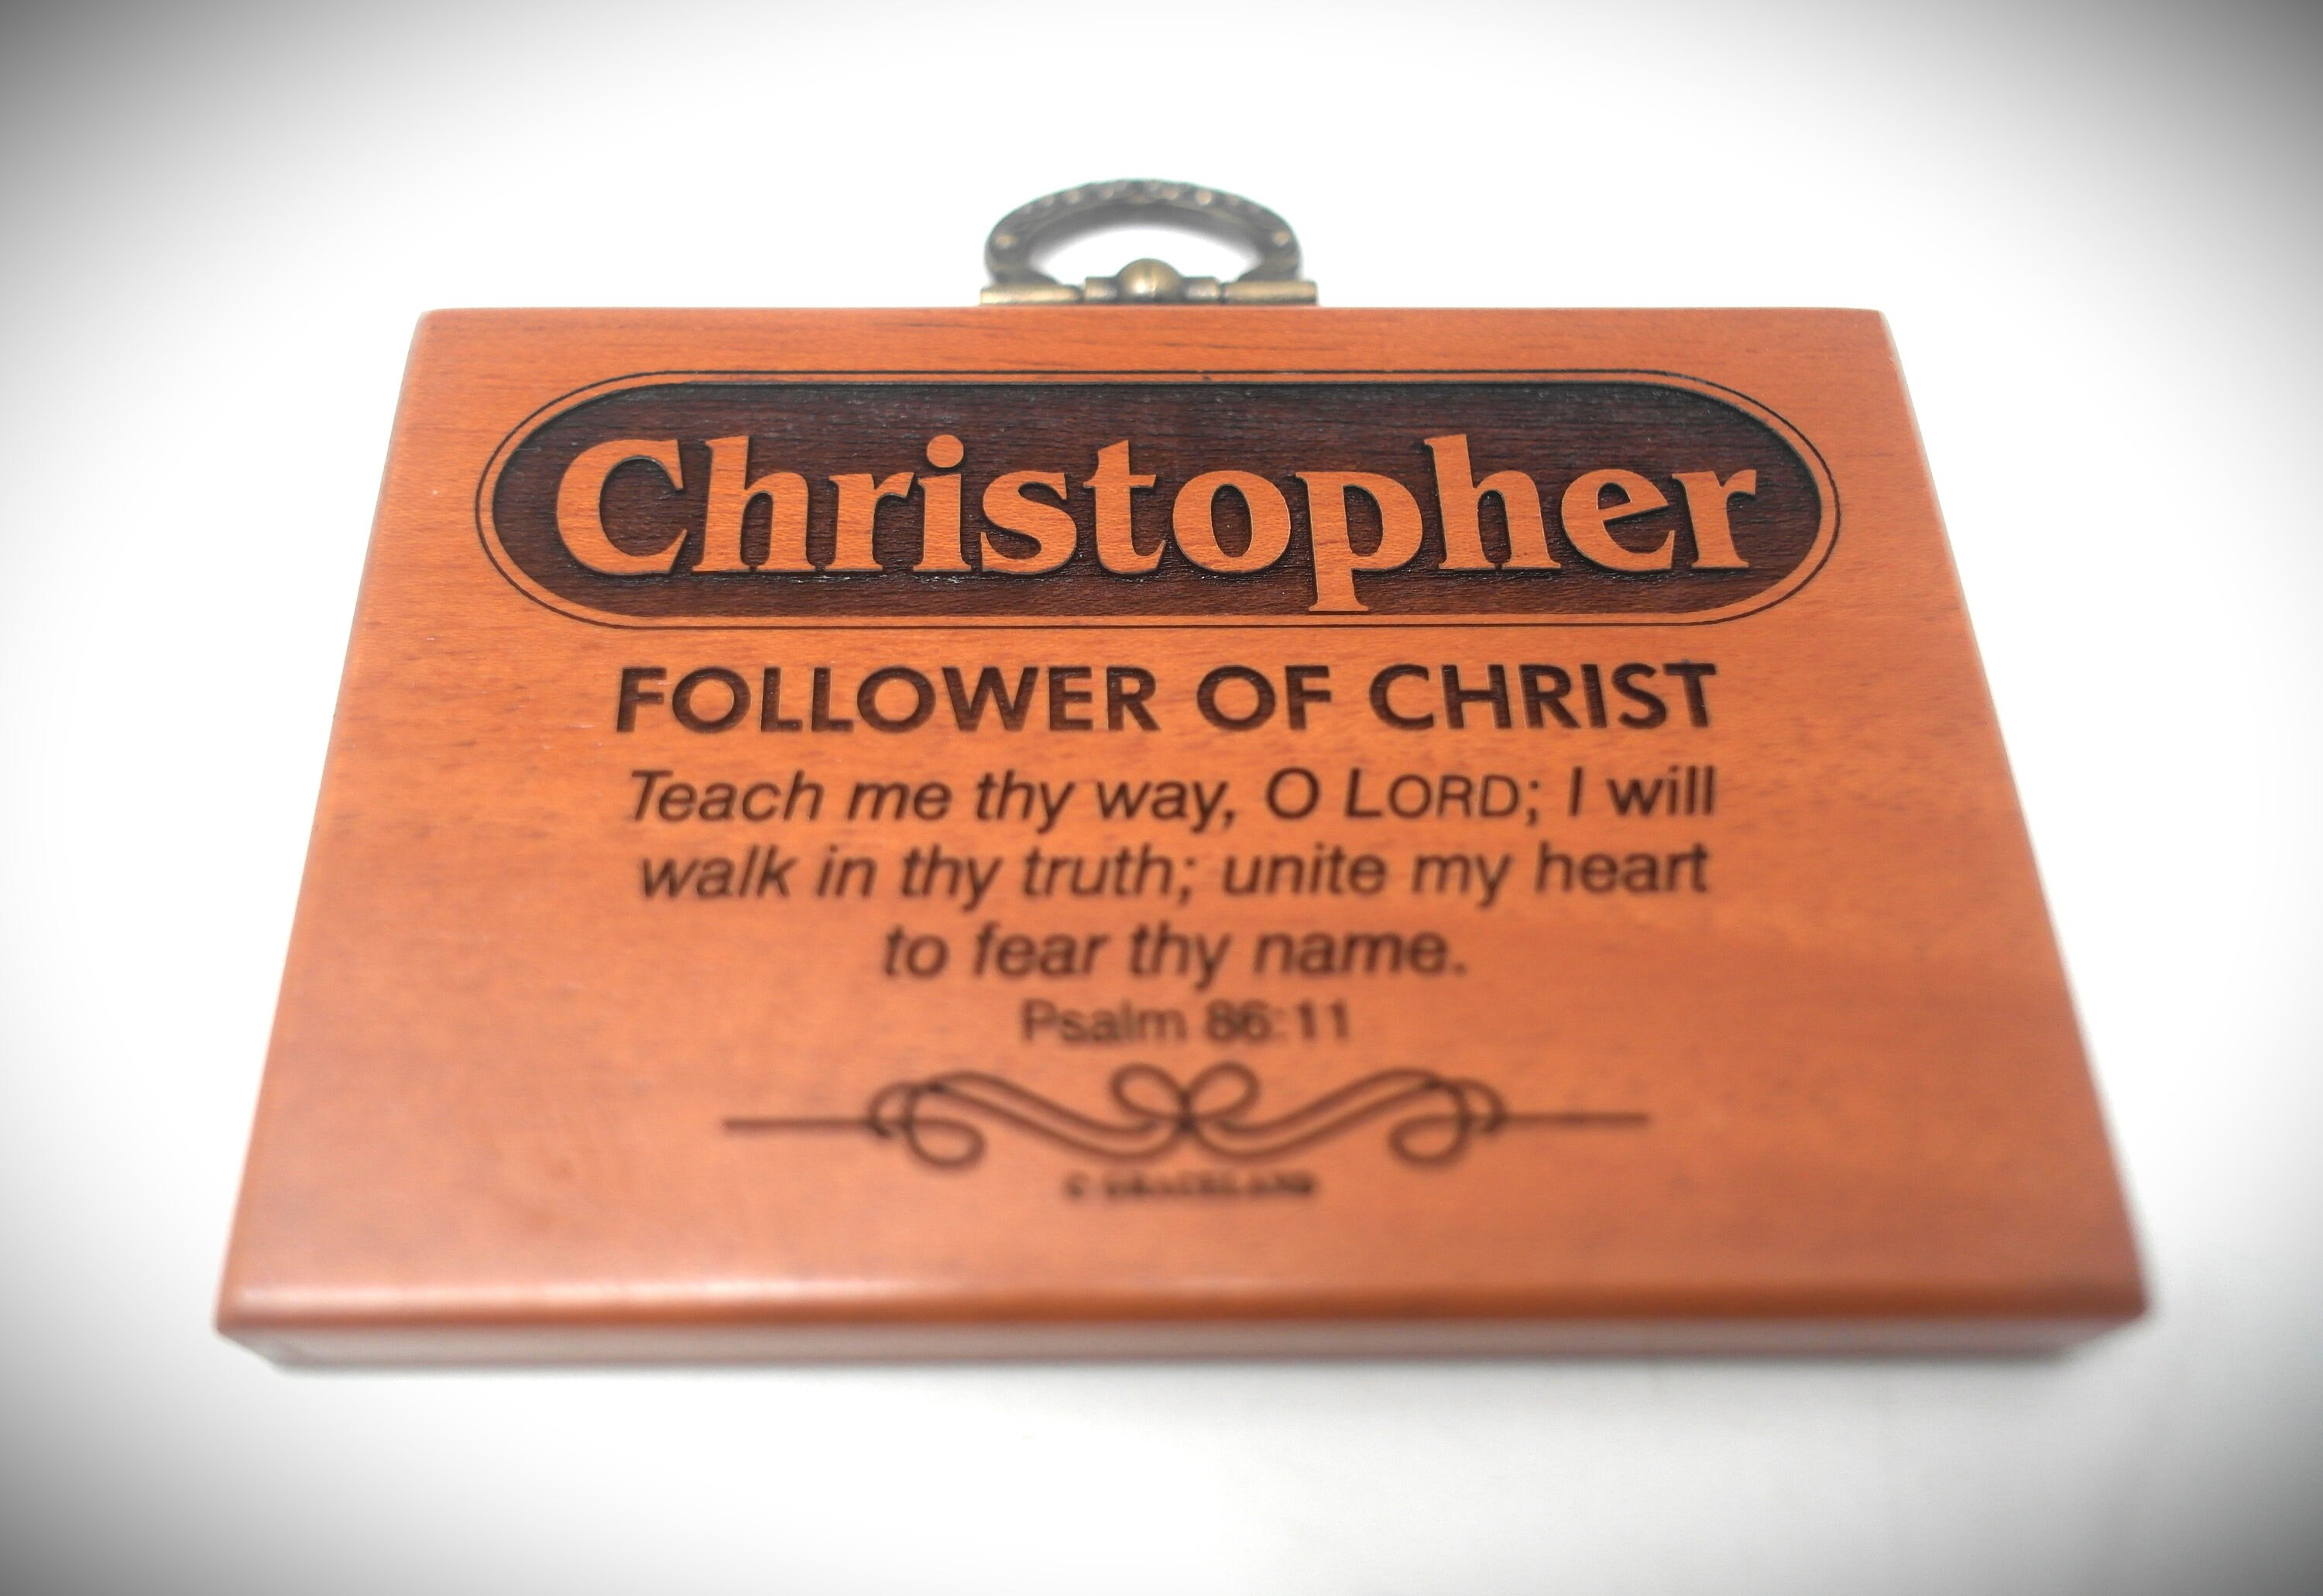 Christopher
FOLLOWER OF CHRIST
Teach me thy way, O LORD; I will
walk in thy truth; unite my heart
to fear thy name.
Psalm 86:11
© GRACELAND